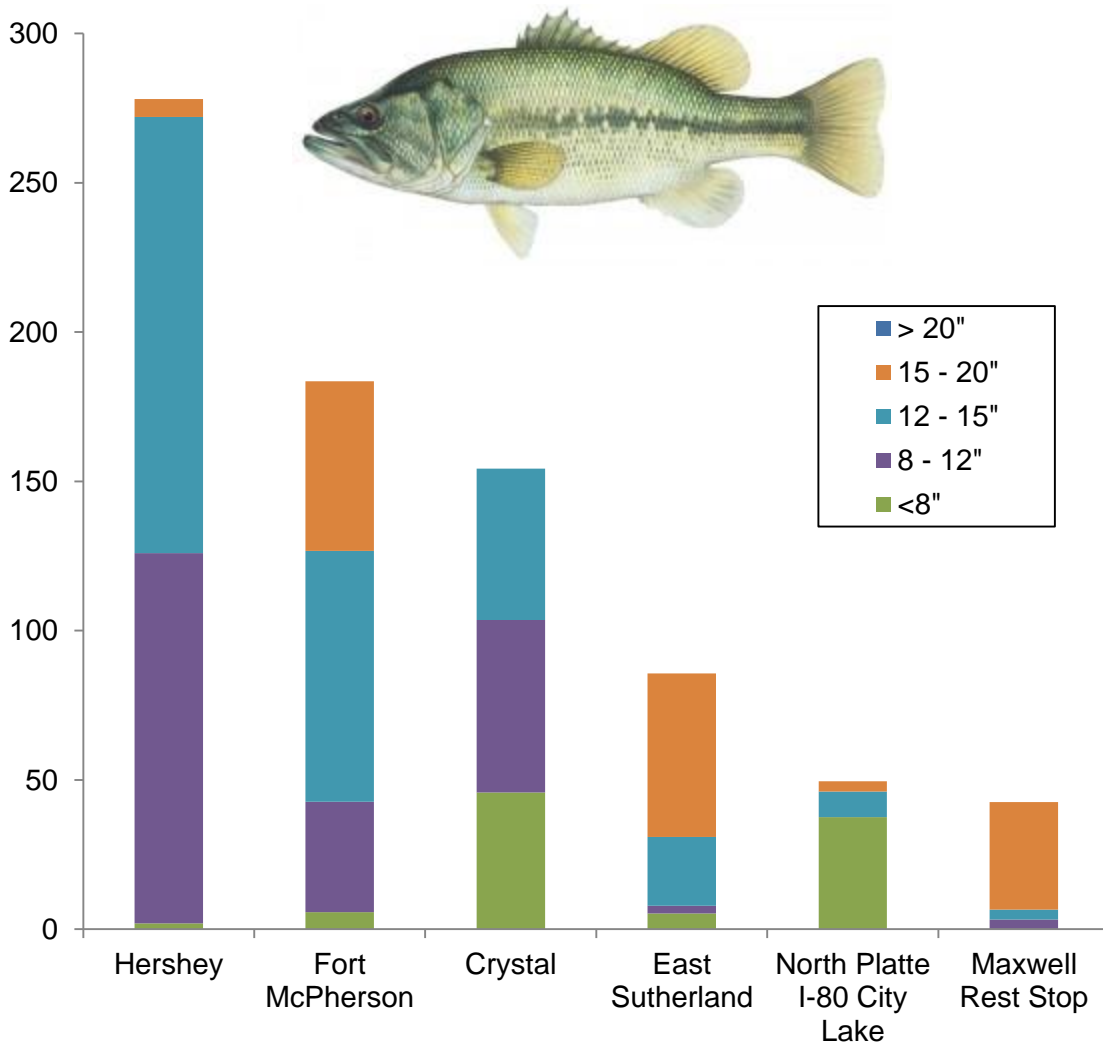 300
250
200
150
100
50
0
> 20"
15 - 20"
12 - 15"
8 - 12"
<8"
Hershey
Fort
McPherson
Crystal
East
Sutherland
North Platte
I-80 City
Lake
Maxwell
Rest Stop